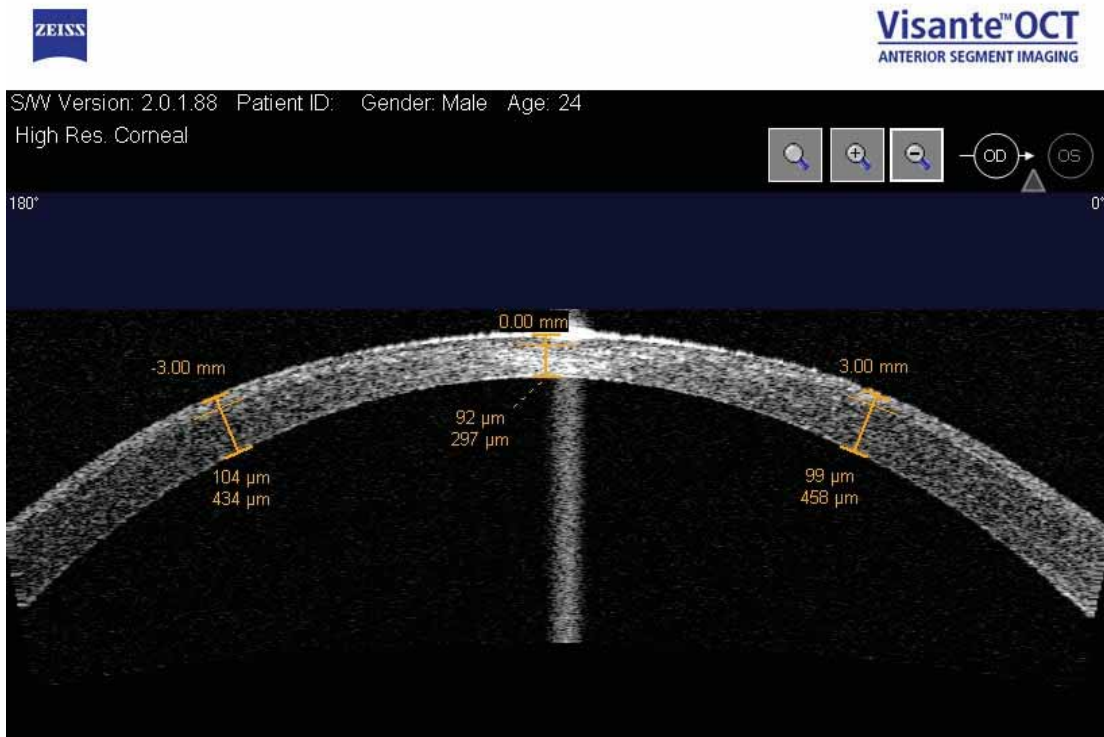 ZEISS
Visante™ OCT
ANTERIOR SEGMENT IMAGING
S/W Version: 2.0.1.88 Patient ID: Gender: Male Age: 24
High Res. Corneal
OD OS
180° 0°
0.00 mm
-3.00 mm 3.00 mm
92 µm
297 µm
104 µm 99 µm
434 µm 458 µm